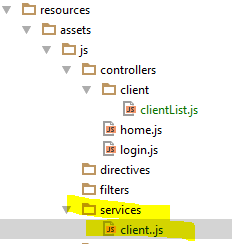 resources
assets
js
controllers
client
clientList.js
home.js
login.js
directives
filters
services
client..js